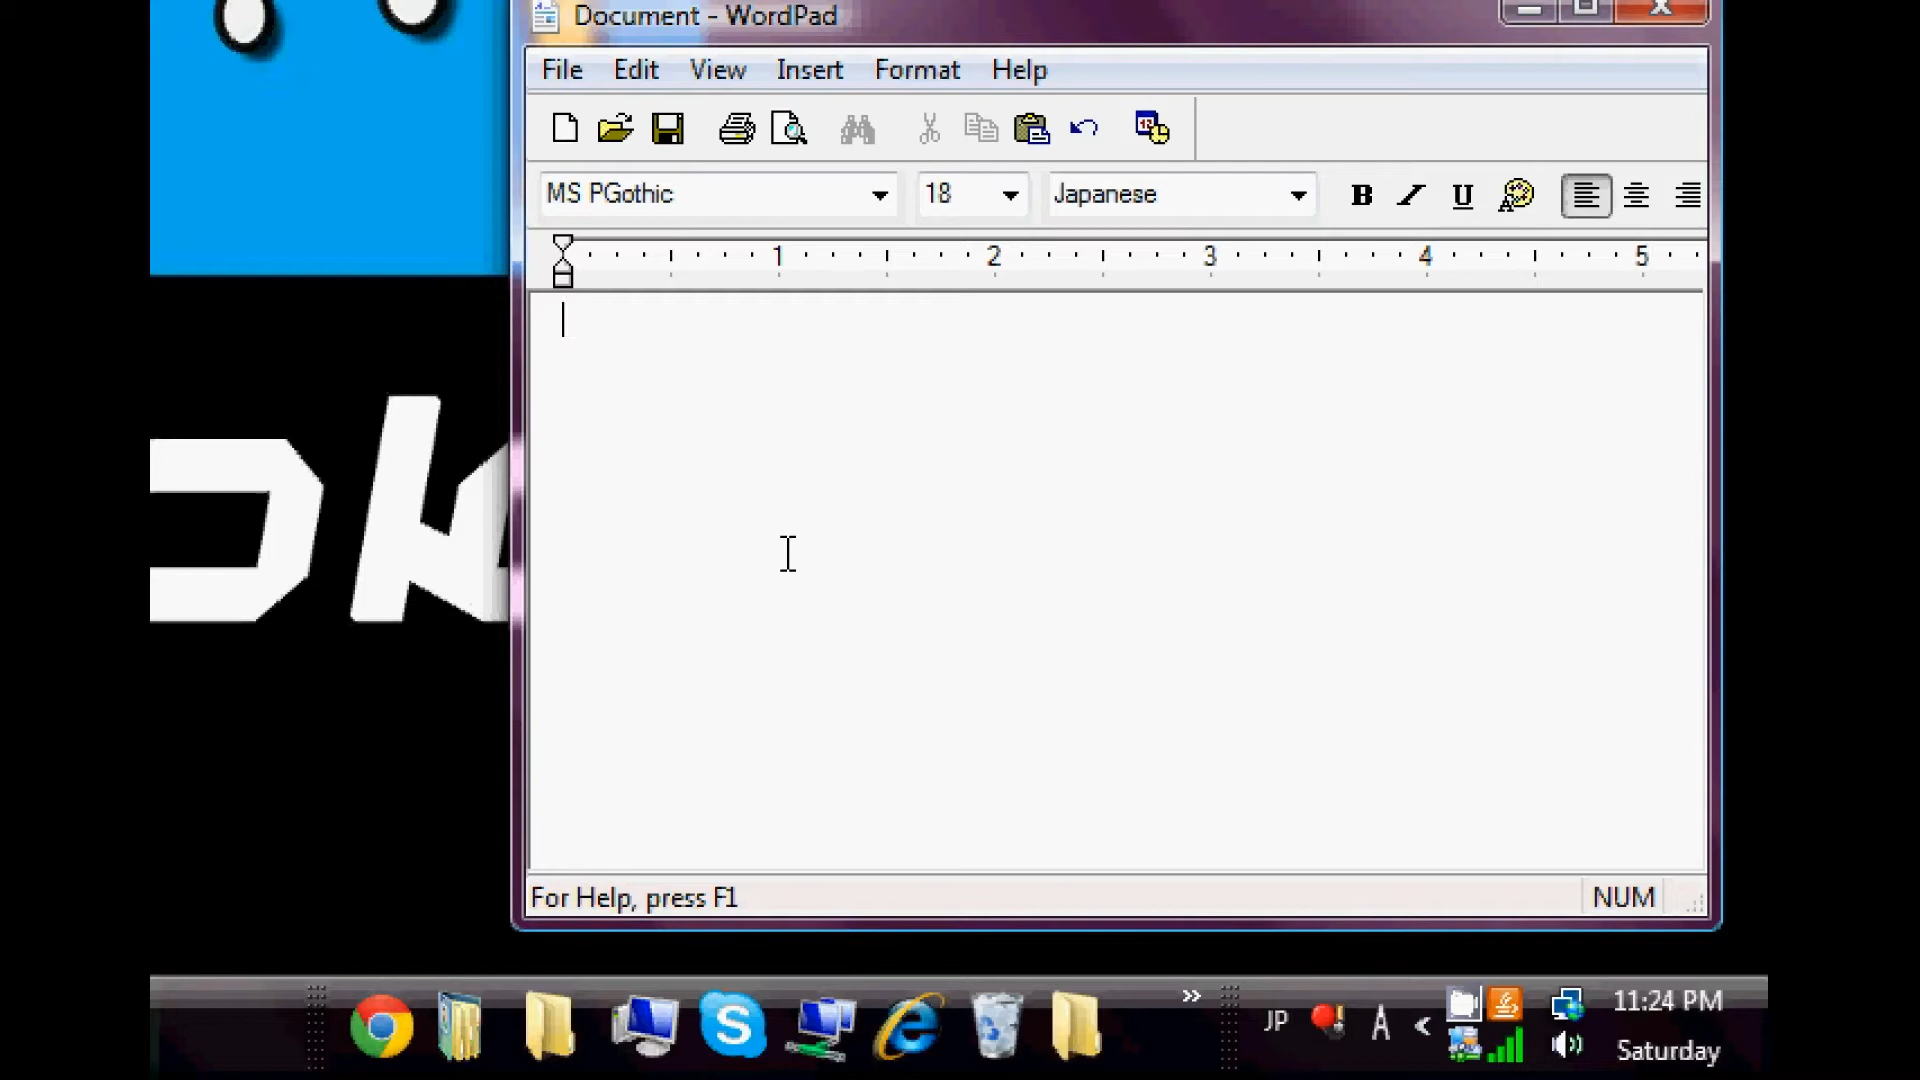 Document - WordPad
File Edit View Insert Format Help
MS PGothic 18 Japanese B I U
1 2 3 4 5
For Help, press F1 NUM
JP A 11:24 PM
Saturday